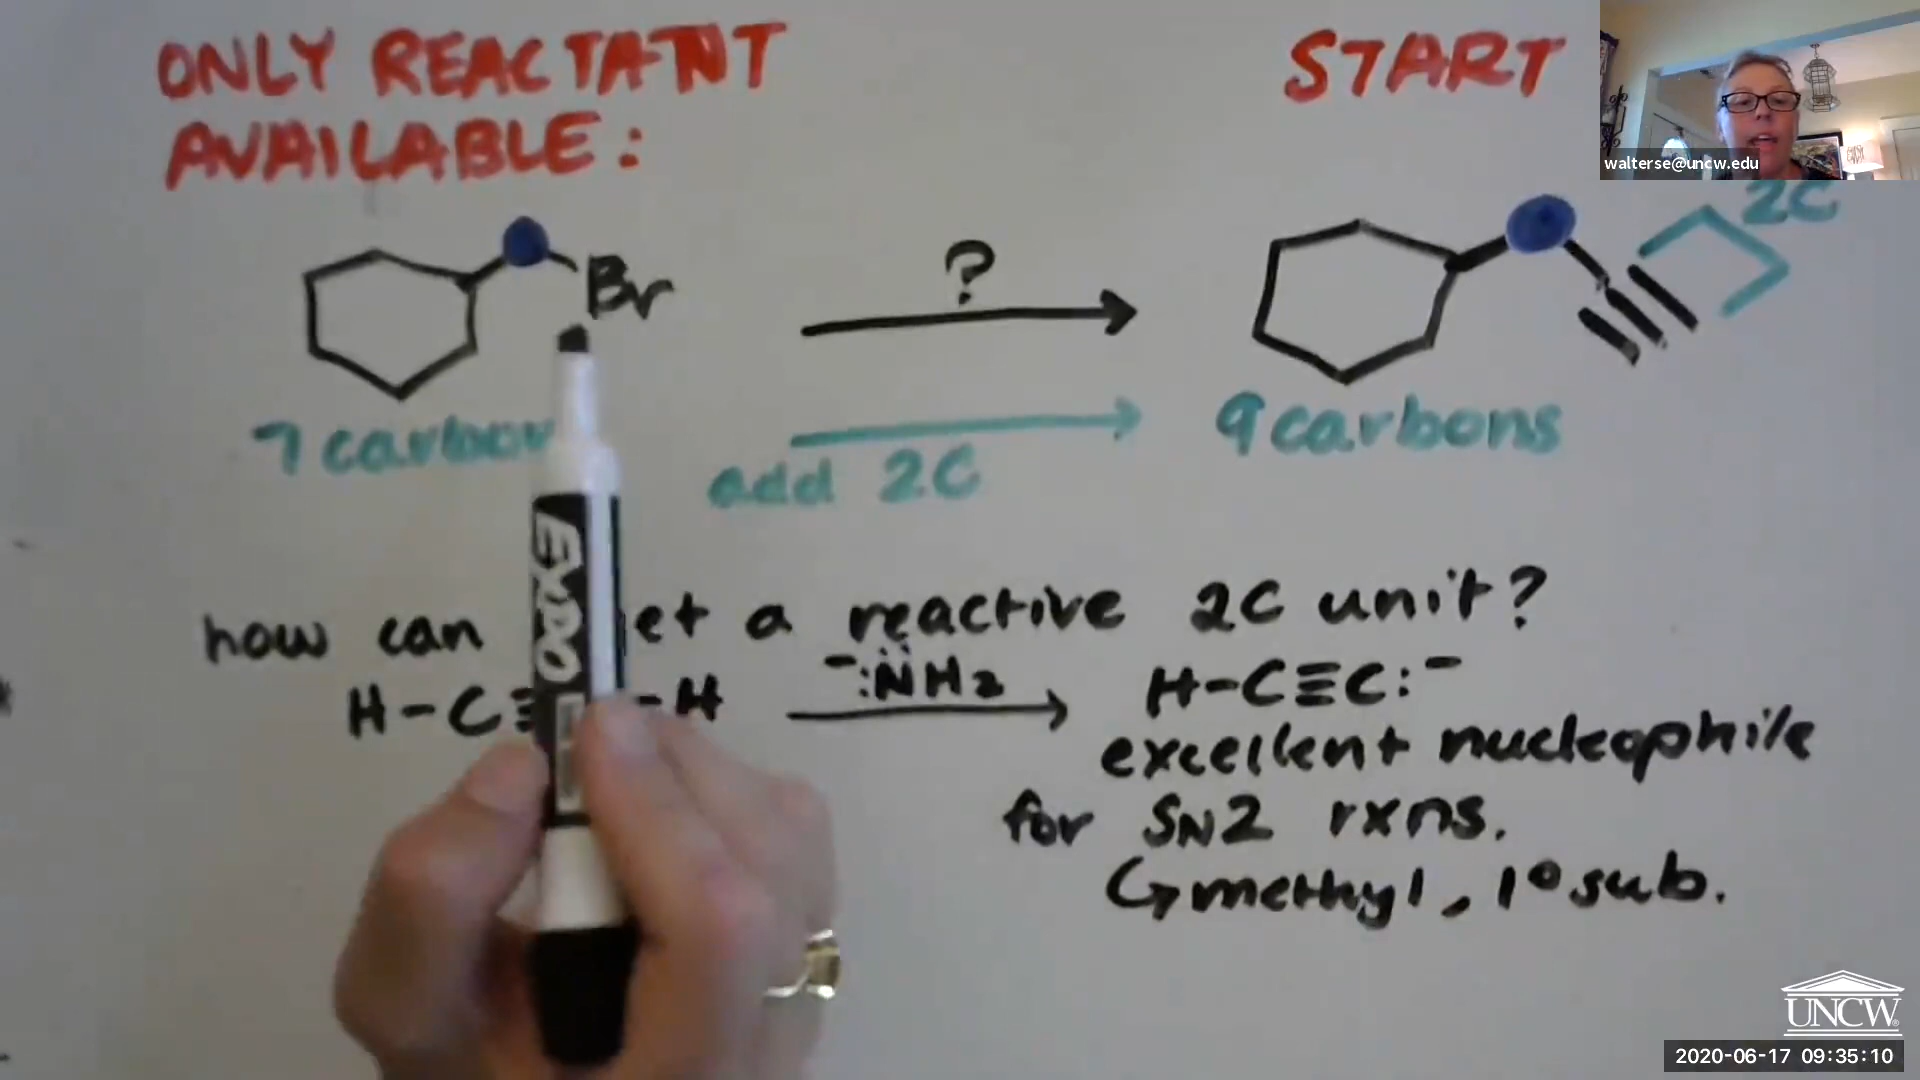 ONLY REACTANT
AVAILABLE:
START
walterse@uncw.edu
2C
Br
?
7 carbon
add 2C
9 carbons
how can et a reactive 2C unit?
H-C≡ -H
⁻:N̈H2
H-C≡C:⁻
excellent nucleophile
for SN2 rxns.
↳ methyl, 1° sub.
EXPO
UNCW
2020-06-17 09:35:10